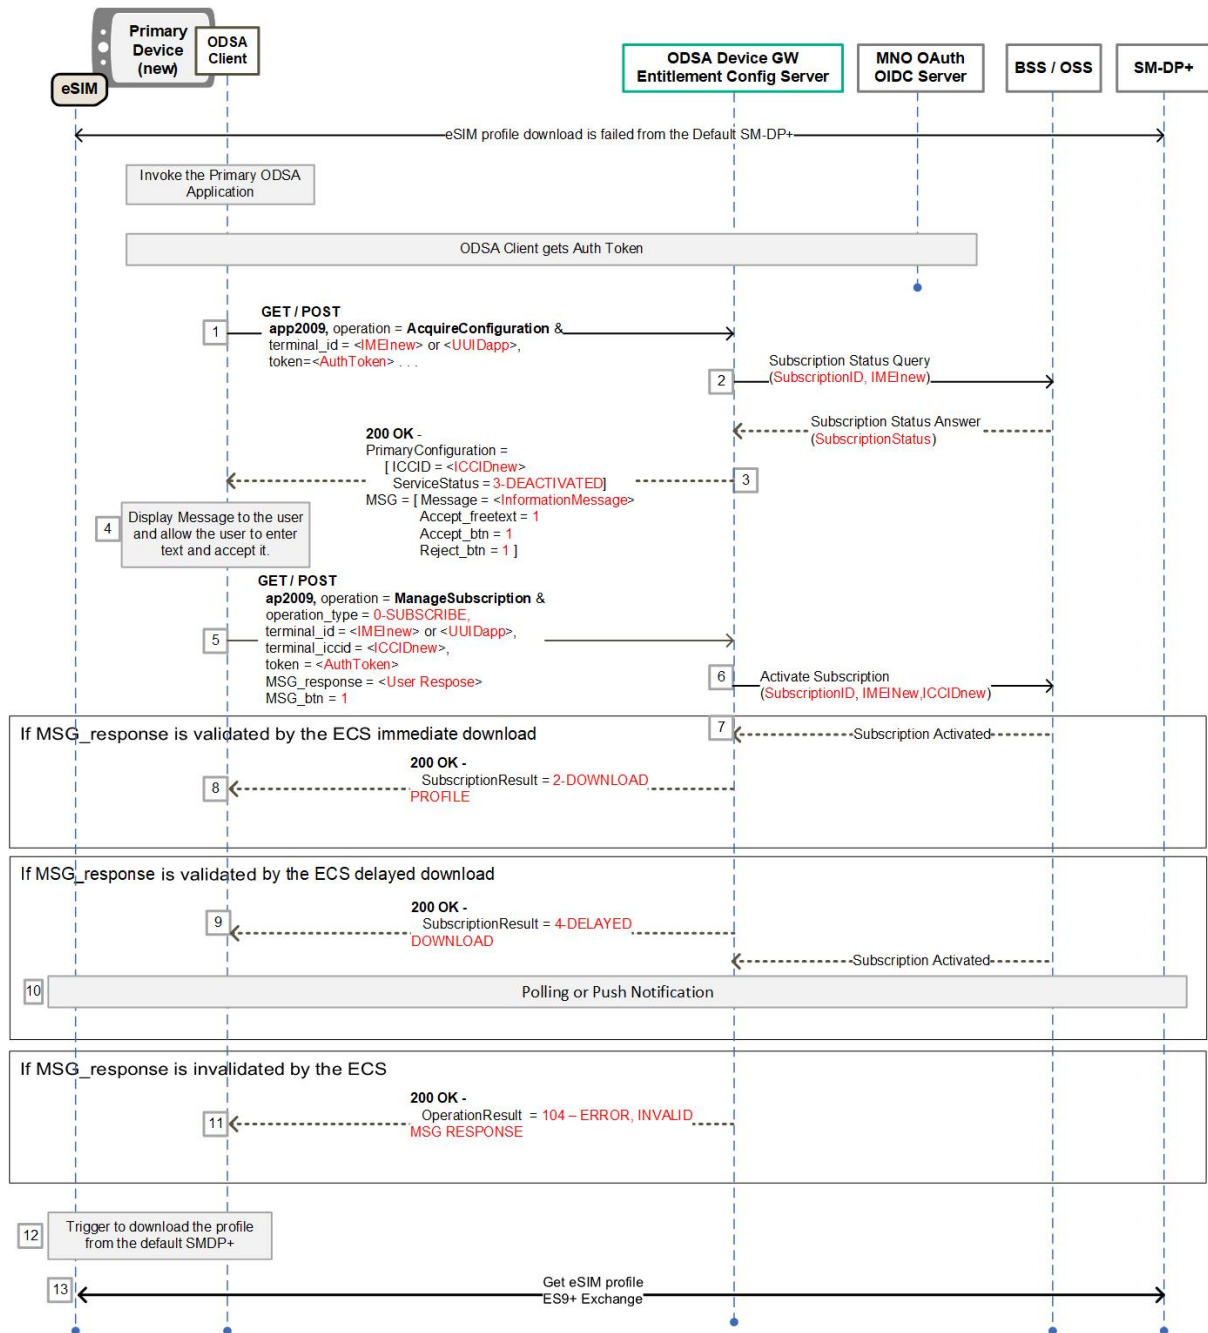 Primary
Device
(new)
ODSA
Client
eSIM
ODSA Device GW
Entitlement Config Server
MNO OAuth
OIDC Server
BSS / OSS
SM-DP+
eSIM profile download is failed from the Default SM-DP+
Invoke the Primary ODSA
Application
ODSA Client gets Auth Token
1
GET / POST
app2009, operation = AcquireConfiguration &
terminal_id = <IMEInew> or <UUIDapp>,
token=<AuthToken> . . .
2
Subscription Status Query
(SubscriptionID, IMEInew)
Subscription Status Answer
(SubscriptionStatus)
3
200 OK -
PrimaryConfiguration =
[ ICCID = <ICCIDnew>
ServiceStatus = 3-DEACTIVATED]
MSG = [ Message = <InformationMessage>
Accept_freetext = 1
Accept_btn = 1
Reject_btn = 1 ]
4
Display Message to the user
and allow the user to enter
text and accept it.
5
GET / POST
ap2009, operation = ManageSubscription &
operation_type = 0-SUBSCRIBE,
terminal_id = <IMEInew> or <UUIDapp>,
terminal_iccid = <ICCIDnew>,
token = <AuthToken>
MSG_response = <User Respose>
MSG_btn = 1
6
Activate Subscription
(SubscriptionID, IMEINew,ICCIDnew)
If MSG_response is validated by the ECS immediate download
7
Subscription Activated
8
200 OK -
SubscriptionResult = 2-DOWNLOAD
PROFILE
If MSG_response is validated by the ECS delayed download
9
200 OK -
SubscriptionResult = 4-DELAYED
DOWNLOAD
Subscription Activated
10
Polling or Push Notification
If MSG_response is invalidated by the ECS
11
200 OK -
OperationResult = 104 – ERROR, INVALID
MSG RESPONSE
12
Trigger to download the profile
from the default SMDP+
13
Get eSIM profile
ES9+ Exchange